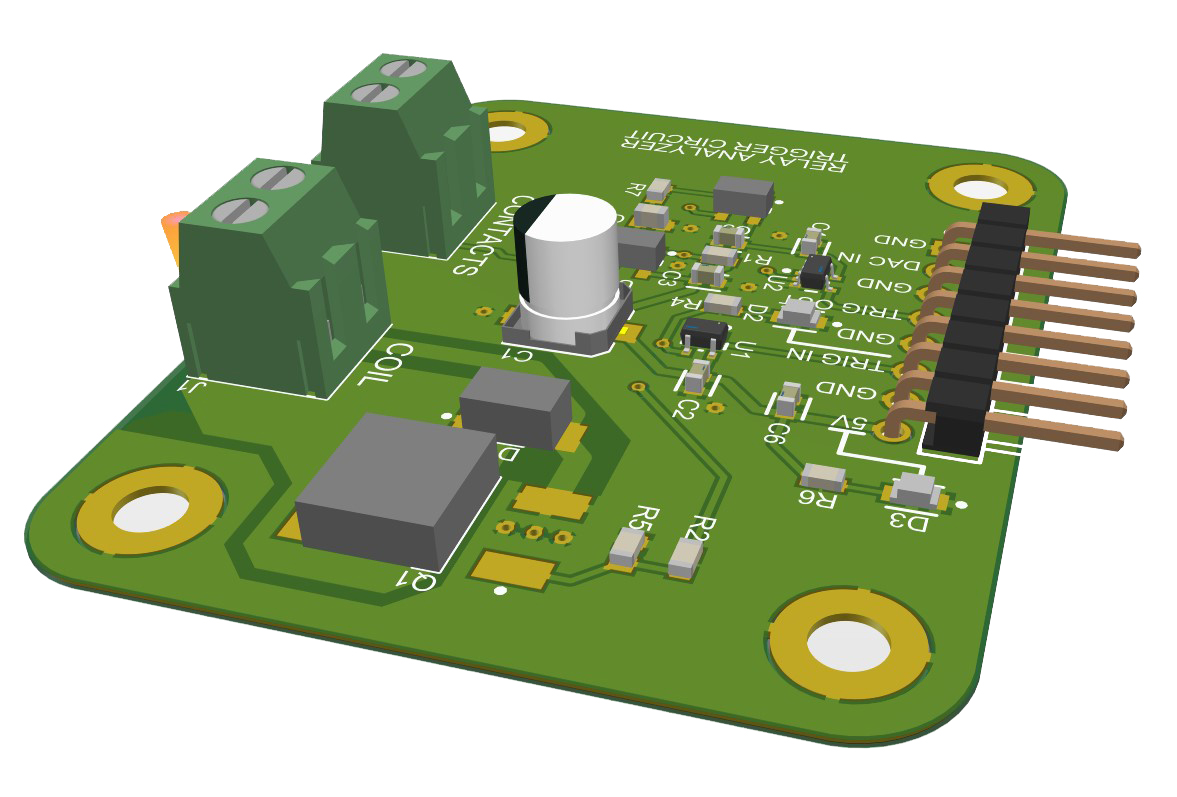 RELAY ANALYZER
TRIGGER CIRCUIT
CONTACTS
COIL
J1
R7
C3
R1
R4
U2
D2
U1
C1
C2
C6
R6
D3
R5
R2
Q1
D
GND
DAC IN
GND
TRIG OUT
GND
TRIG IN
GND
5V